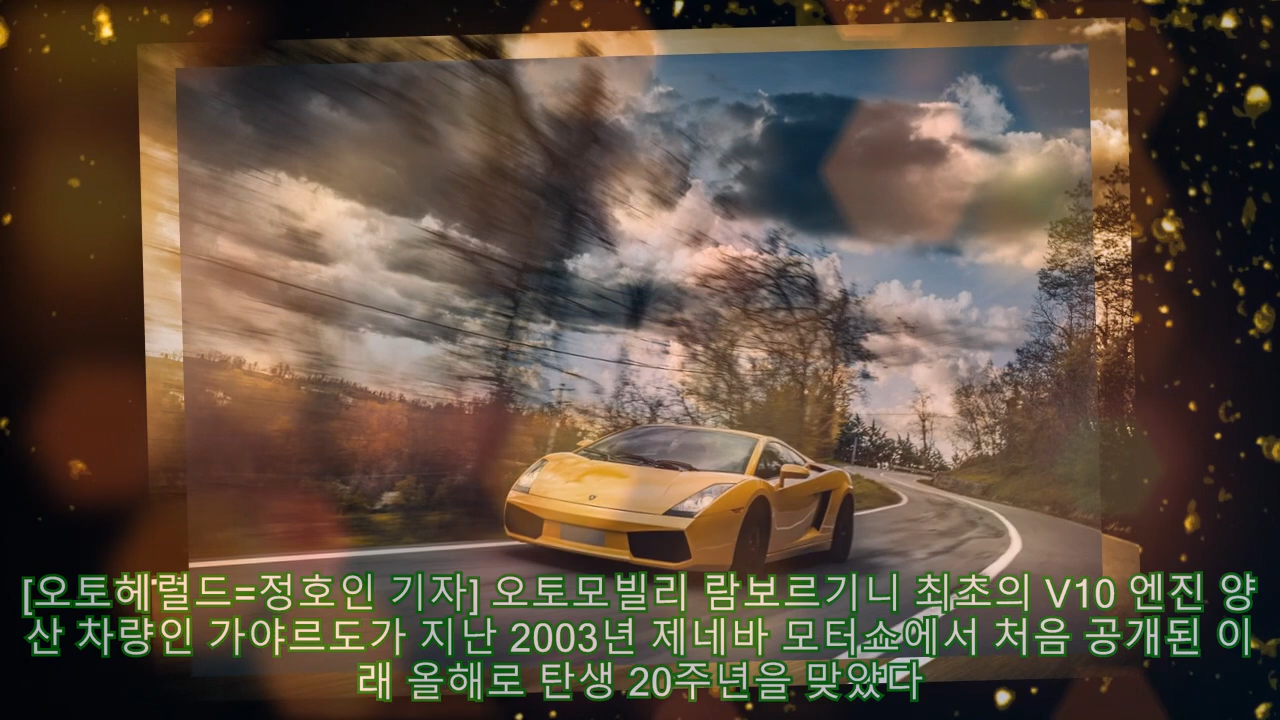 [오토헤럴드=정호인 기자] 오토모빌리 람보르기니 최초의 V10 엔진 양
산 차량인 가야르도가 지난 2003년 제네바 모터쇼에서 처음 공개된 이
래 올해로 탄생 20주년을 맞았다